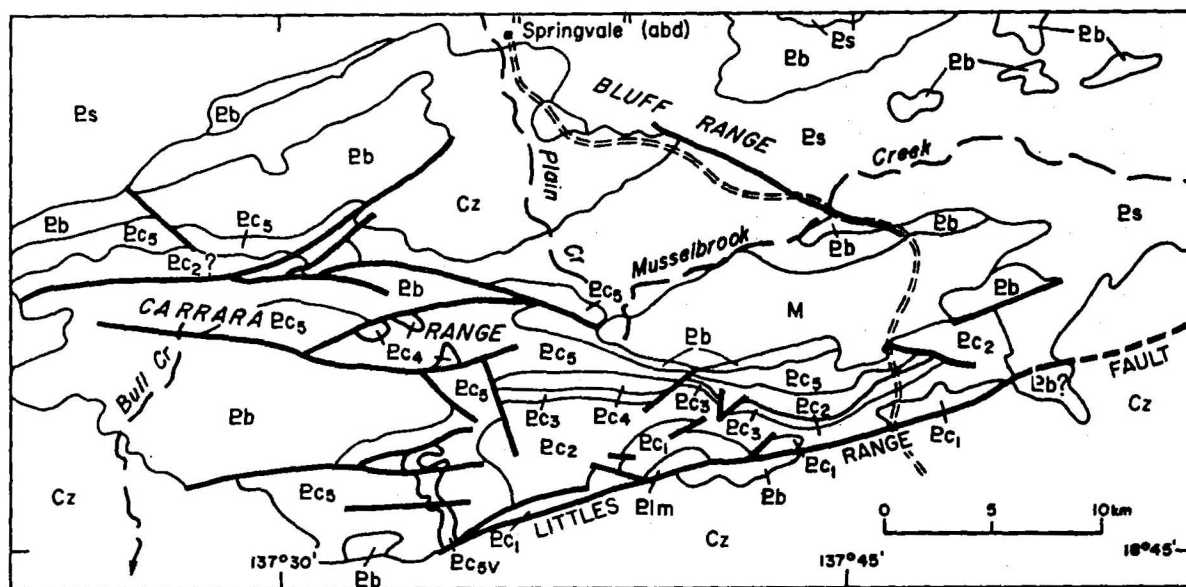 "Springvale" (abd)
Ps
Pb
Pb
Pb
BLUFF
RANGE
Ps
Ps
Pb
Pb
Plain
Cr
Creek
Cz
Pb
Pc5
Pc5
Ps
Pb
Pb
Musselbrook
Pc2?
Pb
Pc5
M
Pb
CARRARA
RANGE
Pc5
Pc4
Pc5
Pb
Pc5
Pc2
Pb?
FAULT
Bull Cr
Pc5
Pc3
Pc4
Pc3
Pc3
Pc2
Cz
Pb
Pc2
Pc1
Pc1
RANGE
Pc1
Cz
Pc5
LITTLES
Plm
Pb
Pc1
Pc5V
Cz
Pb
0 5 10 km
137°30'
137°45'
18°45'